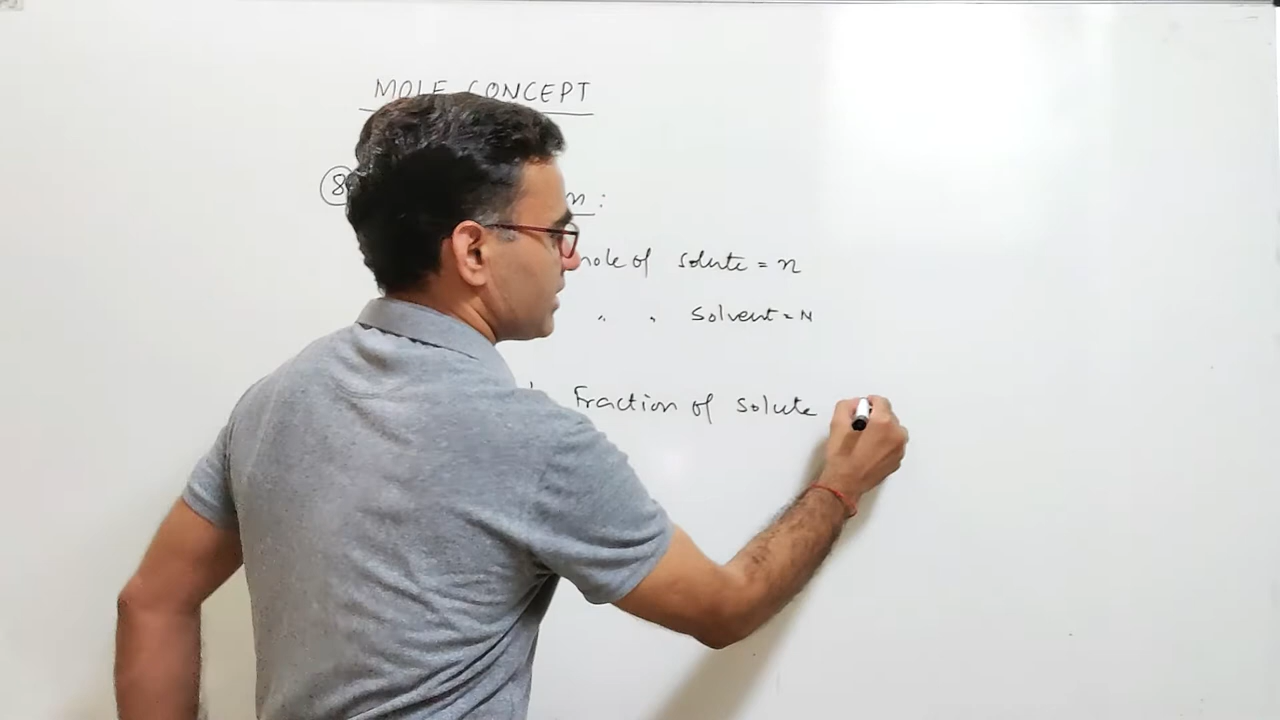 MOLE CONCEPT
8
n :
mole of solute = n
" " Solvent = N
Fraction of solute